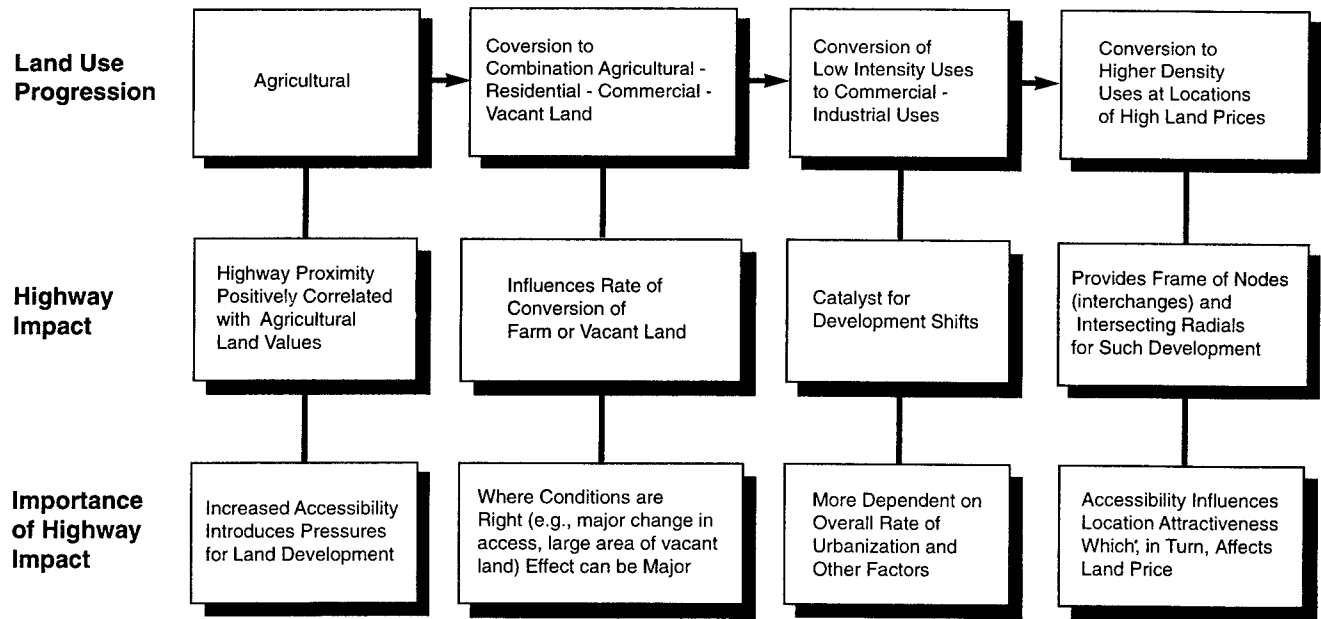 Land Use
Progression
Agricultural
Coversion to
Combination Agricultural -
Residential - Commercial -
Vacant Land
Conversion of
Low Intensity Uses
to Commercial -
Industrial Uses
Conversion to
Higher Density
Uses at Locations
of High Land Prices
Highway
Impact
Highway Proximity
Positively Correlated
with Agricultural
Land Values
Influences Rate of
Conversion of
Farm or Vacant Land
Catalyst for
Development Shifts
Provides Frame of Nodes
(interchanges) and
Intersecting Radials
for Such Development
Importance
of Highway
Impact
Increased Accessibility
Introduces Pressures
for Land Development
Where Conditions are
Right (e.g., major change in
access, large area of vacant
land) Effect can be Major
More Dependent on
Overall Rate of
Urbanization and
Other Factors
Accessibility Influences
Location Attractiveness
Which, in Turn, Affects
Land Price